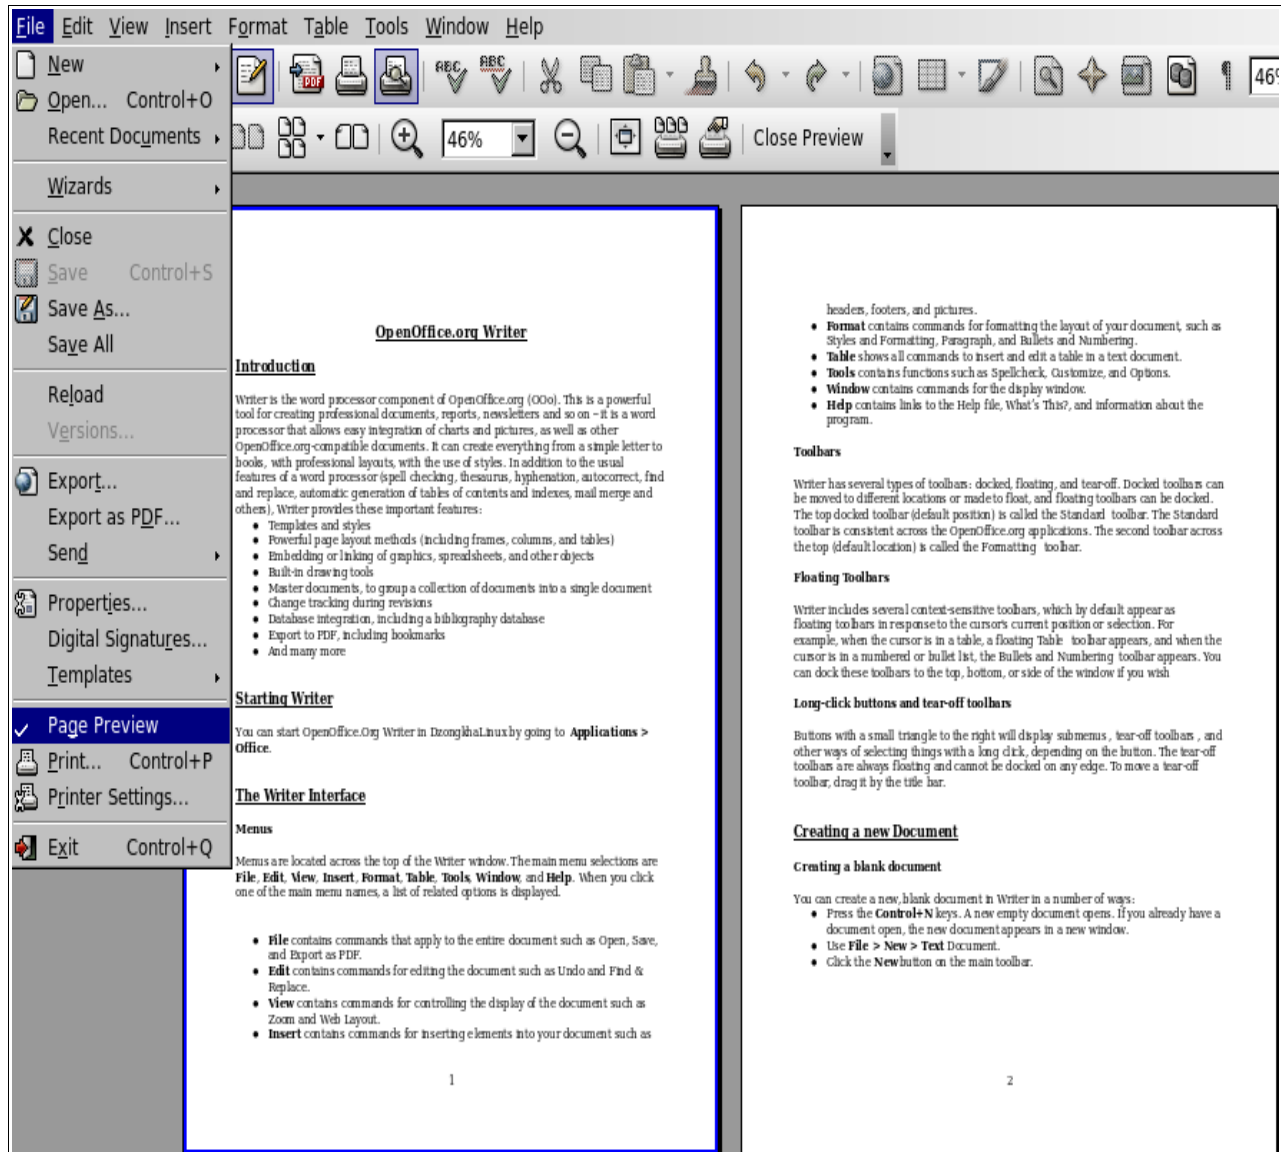 File Edit View Insert Format Table Tools Window Help
New
Open... Control+O
Recent Documents
Wizards
Close
Save Control+S
Save As...
Save All
Reload
Versions...
Export...
Export as PDF...
Send
Properties...
Digital Signatures...
Templates
Page Preview
Print... Control+P
Printer Settings...
Exit Control+Q
PDF ABC ABC
46%
Close Preview
OpenOffice.org Writer
Introduction
Writer is the word processor component of OpenOffice.org (OOo). This is a powerful
tool for creating professional documents, reports, newsletters and so on – it is a word
processor that allows easy integration of charts and pictures, as well as other
OpenOffice.org-compatible documents. It can create everything from a simple letter to
books, with professional layouts, with the use of styles. In addition to the usual
features of a word processor (spell checking, thesaurus, hyphenation, autocorrect, find
and replace, automatic generation of tables of contents and indexes, mail merge and
others), Writer provides these important features:
● Templates and styles
● Powerful page layout methods (including frames, columns, and tables)
● Embedding or linking of graphics, spreadsheets, and other objects
● Built-in drawing tools
● Master documents, to group a collection of documents into a single document
● Change tracking during revisions
● Database integration, including a bibliography database
● Export to PDF, including bookmarks
● And many more
Starting Writer
You can start OpenOffice.Org Writer in DzongkhaLinux by going to Applications >
Office.
The Writer Interface
Menus
Menus are located across the top of the Writer window. The main menu selections are
File, Edit, View, Insert, Format, Table, Tools, Window, and Help. When you click
one of the main menu names, a list of related options is displayed.
● File contains commands that apply to the entire document such as Open, Save,
and Export as PDF.
● Edit contains commands for editing the document such as Undo and Find &
Replace.
● View contains commands for controlling the display of the document such as
Zoom and Web Layout.
● Insert contains commands for inserting elements into your document such as
1
headers, footers, and pictures.
● Format contains commands for formatting the layout of your document, such as
Styles and Formatting, Paragraph, and Bullets and Numbering.
● Table shows all commands to insert and edit a table in a text document.
● Tools contains functions such as Spellcheck, Customize, and Options.
● Window contains commands for the display window.
● Help contains links to the Help file, What's This?, and information about the
program.
Toolbars
Writer has several types of toolbars: docked, floating, and tear-off. Docked toolbars can
be moved to different locations or made to float, and floating toolbars can be docked.
The top docked toolbar (default position) is called the Standard toolbar. The Standard
toolbar is consistent across the OpenOffice.org applications. The second toolbar across
the top (default location) is called the Formatting toolbar.
Floating Toolbars
Writer includes several context-sensitive toolbars, which by default appear as
floating toolbars in response to the cursor's current position or selection. For
example, when the cursor is in a table, a floating Table toolbar appears, and when the
cursor is in a numbered or bullet list, the Bullets and Numbering toolbar appears. You
can dock these toolbars to the top, bottom, or side of the window if you wish
Long-click buttons and tear-off toolbars
Buttons with a small triangle to the right will display submenus , tear-off toolbars , and
other ways of selecting things with a long click, depending on the button. The tear-off
toolbars are always floating and cannot be docked on any edge. To move a tear-off
toolbar, drag it by the title bar.
Creating a new Document
Creating a blank document
You can create a new, blank document in Writer in a number of ways:
● Press the Control+N keys. A new empty document opens. If you already have a
document open, the new document appears in a new window.
● Use File > New > Text Document.
● Click the New button on the main toolbar.
2